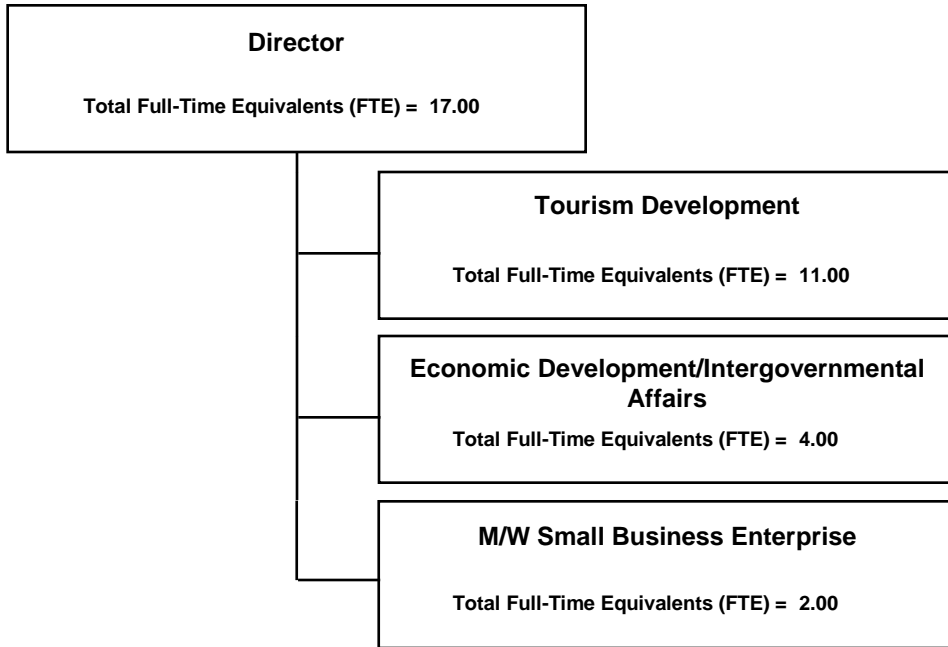 Director
Total Full-Time Equivalents (FTE) = 17.00
Tourism Development
Total Full-Time Equivalents (FTE) = 11.00
Economic Development/Intergovernmental
Affairs
Total Full-Time Equivalents (FTE) = 4.00
M/W Small Business Enterprise
Total Full-Time Equivalents (FTE) = 2.00